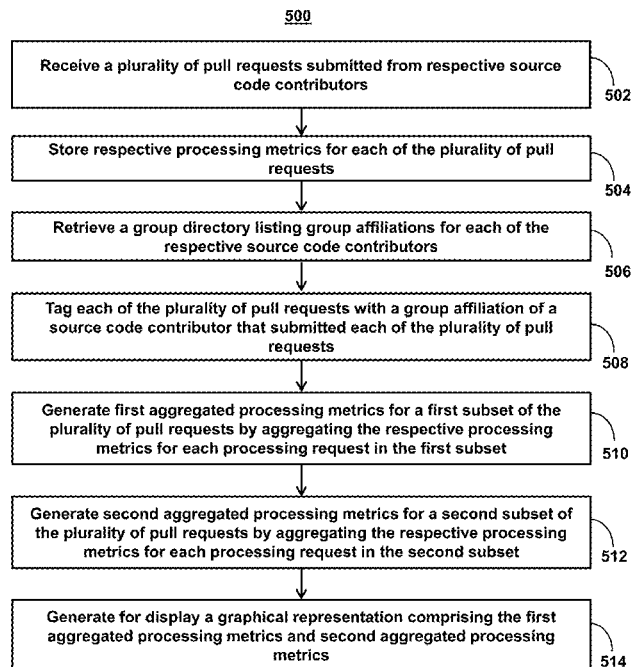 500
Receive a plurality of pull requests submitted from respective source
code contributors
502
Store respective processing metrics for each of the plurality of pull
requests
504
Retrieve a group directory listing group affiliations for each of the
respective source code contributors
506
Tag each of the plurality of pull requests with a group affiliation of a
source code contributor that submitted each of the plurality of pull
requests
508
Generate first aggregated processing metrics for a first subset of the
plurality of pull requests by aggregating the respective processing
metrics for each processing request in the first subset
510
Generate second aggregated processing metrics for a second subset of
the plurality of pull requests by aggregating the respective processing
metrics for each processing request in the second subset
512
Generate for display a graphical representation comprising the first
aggregated processing metrics and second aggregated processing
metrics
514